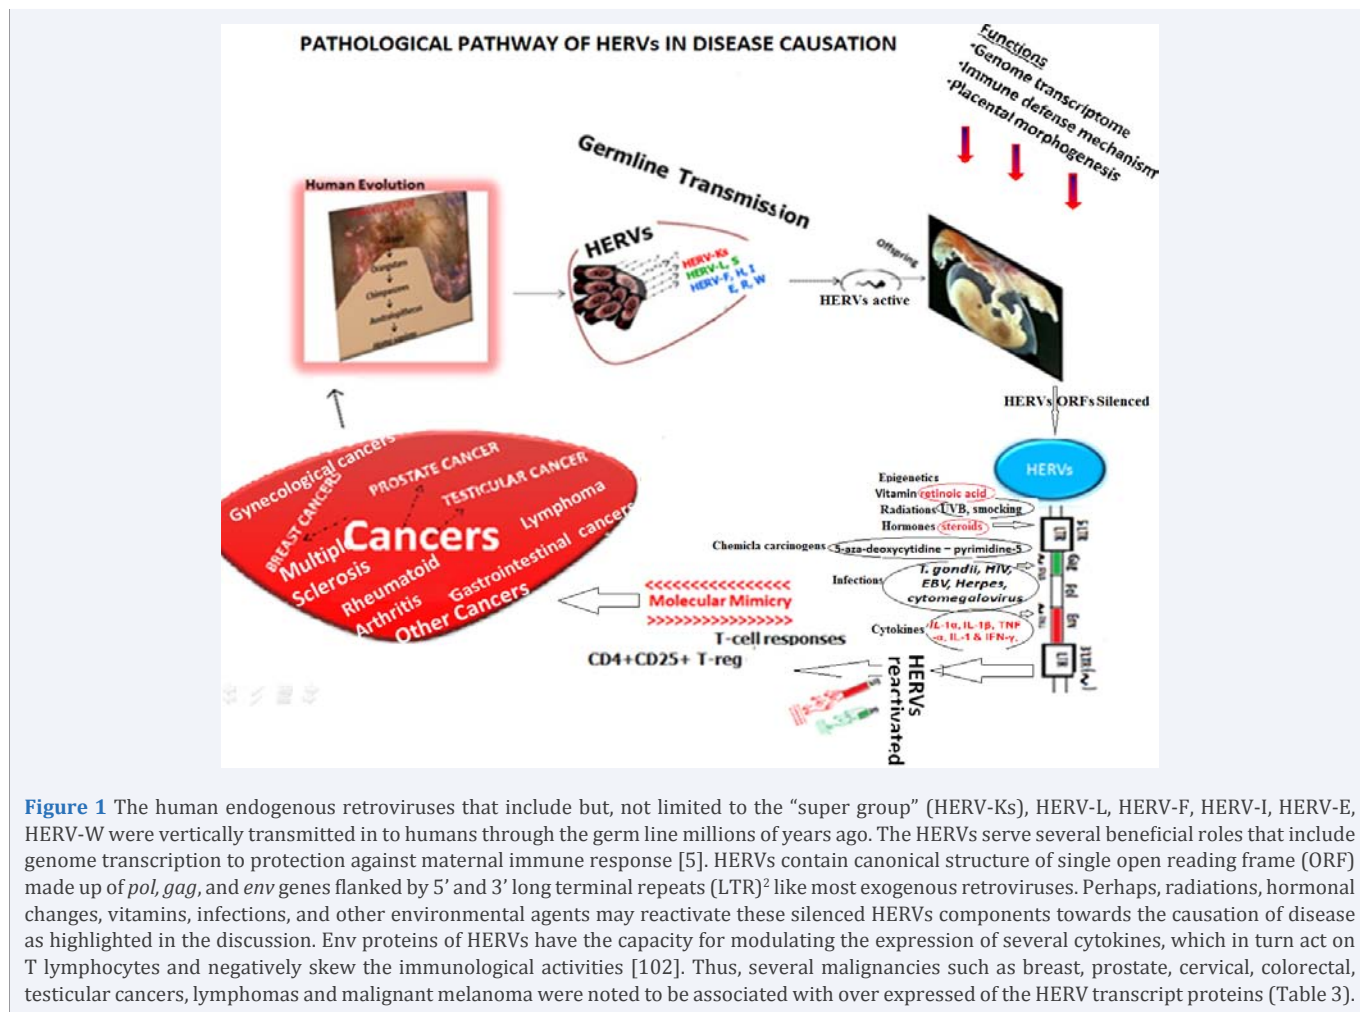 PATHOLOGICAL PATHWAY OF HERVs IN DISEASE CAUSATION
Functions
•Genome transcriptome
•Immune defense mechanism
•Placental morphogenesis
Germline Transmission
Human Evolution
Orangutans
Chimpanzees
Australopithecus
Homo sapiens
HERVs
HERV-Ks
HERV-L, S
HERV-F, H, I
E, R, W
HERVs active
Offspring
HERVs ORFs Silenced
HERVs
Epigenetics
Vitamin retinoic acid
Radiations UVB, smocking
Hormones steroids
Chemicla carcinogens 5-aza-deoxycytidine – pyrimidine-5
Infections T. gondii, HIV,
EBV, Herpes,
cytomegalovirus
Cytokines IL-1α, IL-1β, TNF
-α, IL-1 & IFN-γ.
5'LTR
LTR
Gag
Pol
Env
LTR
HERVs
reactivated
<<<<<<<<<<<<<<<<
Molecular Mimicry
>>>>>>>>>>>>>>>>
T-cell responses
CD4+CD25+ T-reg
Gynecological cancers
BREAST CANCERS
PROSTATE CANCER
TESTICULAR CANCER
Lymphoma
Cancers
Multiple
Sclerosis
Rheumatoid
Arthritis
Gastrointestinal cancers
Other Cancers
Figure 1 The human endogenous retroviruses that include but, not limited to the “super group” (HERV-Ks), HERV-L, HERV-F, HERV-I, HERV-E,
HERV-W were vertically transmitted in to humans through the germ line millions of years ago. The HERVs serve several beneficial roles that include
genome transcription to protection against maternal immune response [5]. HERVs contain canonical structure of single open reading frame (ORF)
made up of pol, gag, and env genes flanked by 5’ and 3’ long terminal repeats (LTR)² like most exogenous retroviruses. Perhaps, radiations, hormonal
changes, vitamins, infections, and other environmental agents may reactivate these silenced HERVs components towards the causation of disease
as highlighted in the discussion. Env proteins of HERVs have the capacity for modulating the expression of several cytokines, which in turn act on
T lymphocytes and negatively skew the immunological activities [102]. Thus, several malignancies such as breast, prostate, cervical, colorectal,
testicular cancers, lymphomas and malignant melanoma were noted to be associated with over expressed of the HERV transcript proteins (Table 3).